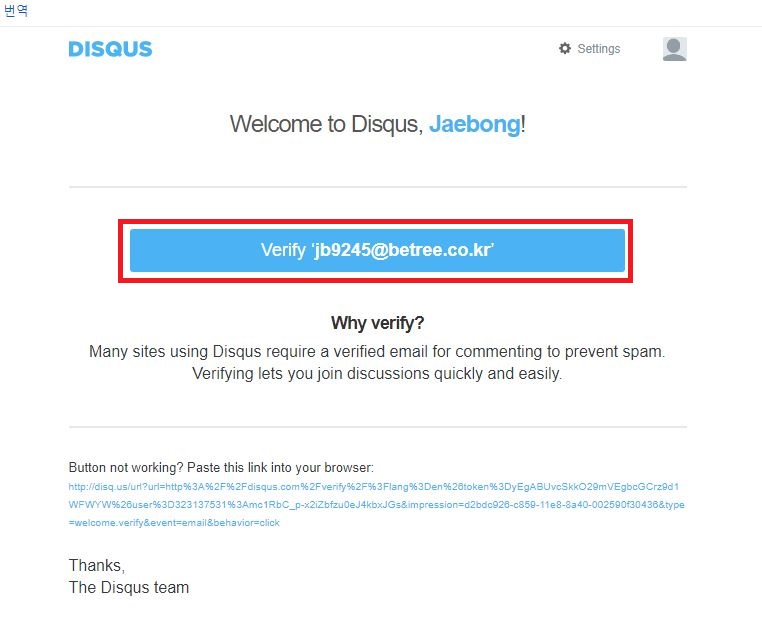 번역
DISQUS
Settings
Welcome to Disqus, Jaebong!
Verify 'jb9245@betree.co.kr'
Why verify?
Many sites using Disqus require a verified email for commenting to prevent spam.
Verifying lets you join discussions quickly and easily.
Button not working? Paste this link into your browser:
http://disq.us/url?url=http%3A%2F%2Fdisqus.com%2Fverify%2F%3Flang%3Den%26token%3DyEgABUvcSkkO29mVEgbcGCrz9d1
WFWYW%26user%3D323137531%3Amc1RbC_p-x2iZbfzu0eJ4kbxJGs&impression=d2bdc926-c859-11e8-8a40-002590f30436&type
=welcome.verify&event=email&behavior=click
Thanks,
The Disqus team